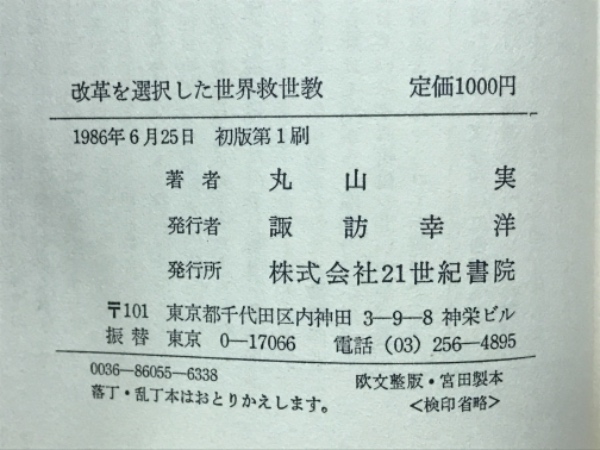 改革を選択した世界救世教 定価1000円
1986年6月25日 初版第1刷
著者 丸山実
発行者 諏訪幸洋
発行所 株式会社21世紀書院
〒101 東京都千代田区内神田 3—9—8 神栄ビル
振替 東京 0—17066 電話 (03) 256—4895
0036—86055—6338 欧文整版・宮田製本
落丁・乱丁本はおとりかえします。 <検印省略>